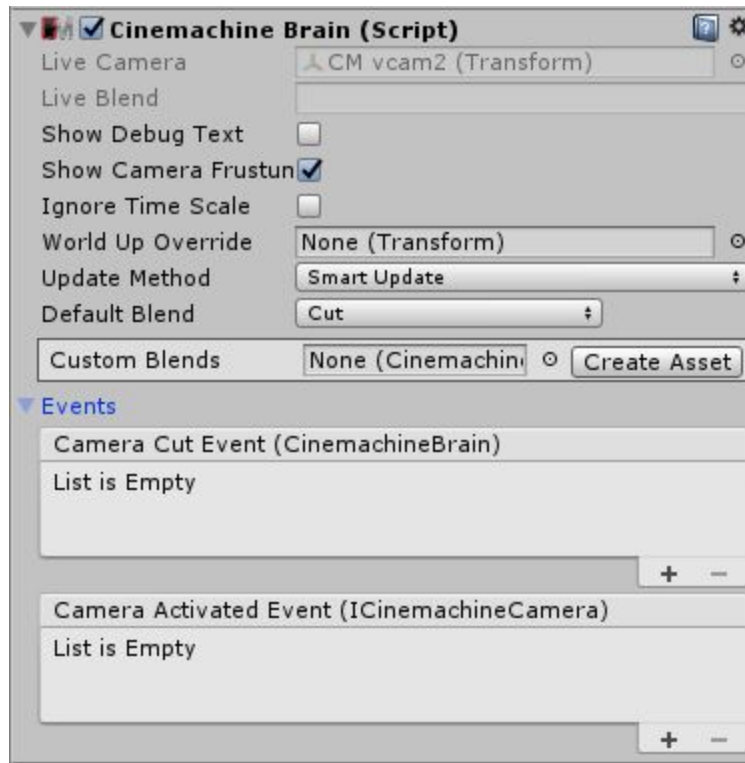 Cinemachine Brain (Script)
Live Camera CM vcam2 (Transform)
Live Blend
Show Debug Text
Show Camera Frustun
Ignore Time Scale
World Up Override None (Transform)
Update Method Smart Update
Default Blend Cut
Custom Blends None (Cinemachin Create Asset
Events
Camera Cut Event (CinemachineBrain)
List is Empty
+ −
Camera Activated Event (ICinemachineCamera)
List is Empty
+ −